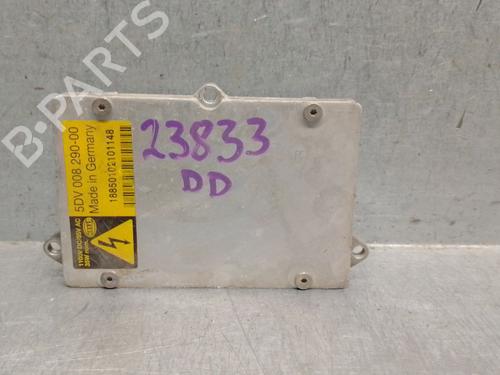 5DV 008 290-00
Made in Germany
18850102101148
23833
DD
B-PARTS